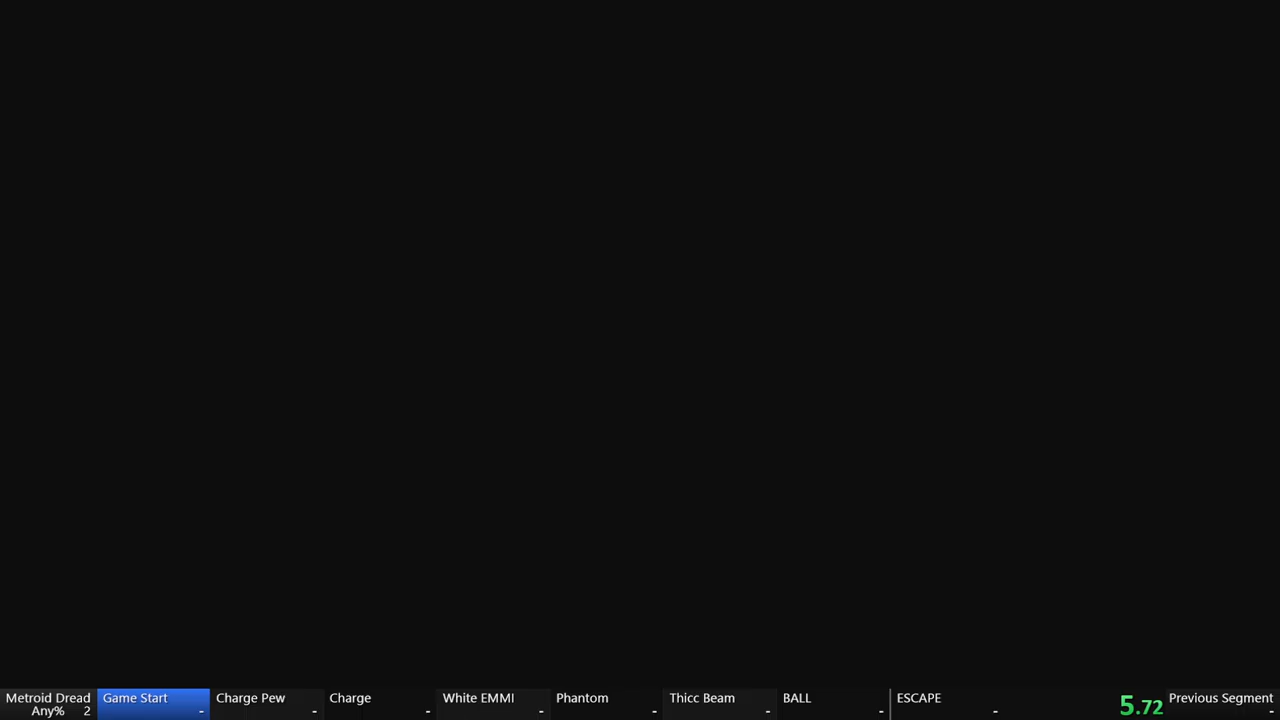 Metroid Dread
Any% 2
Game Start
-
Charge Pew
-
Charge
-
White EMMI
-
Phantom
-
Thicc Beam
-
BALL
-
ESCAPE
-
5.72
Previous Segment
-